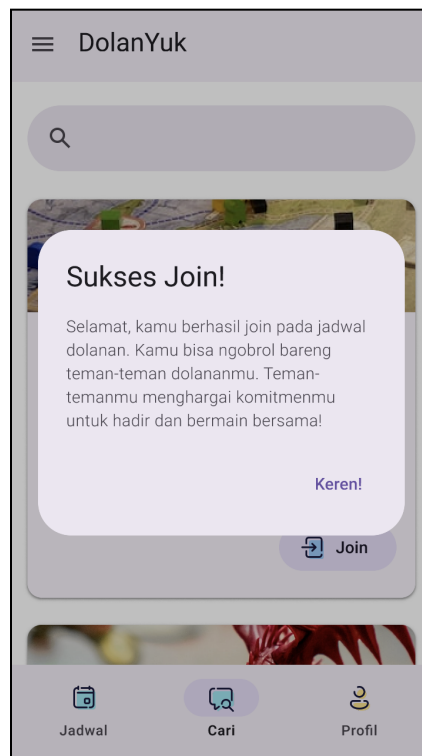 DolanYuk
Sukses Join!
Selamat, kamu berhasil join pada jadwal
dolanan. Kamu bisa ngobrol bareng
teman-teman dolananmu. Teman-
temanmu menghargai komitmenmu
untuk hadir dan bermain bersama!
Keren!
Join
Jadwal
Cari
Profil